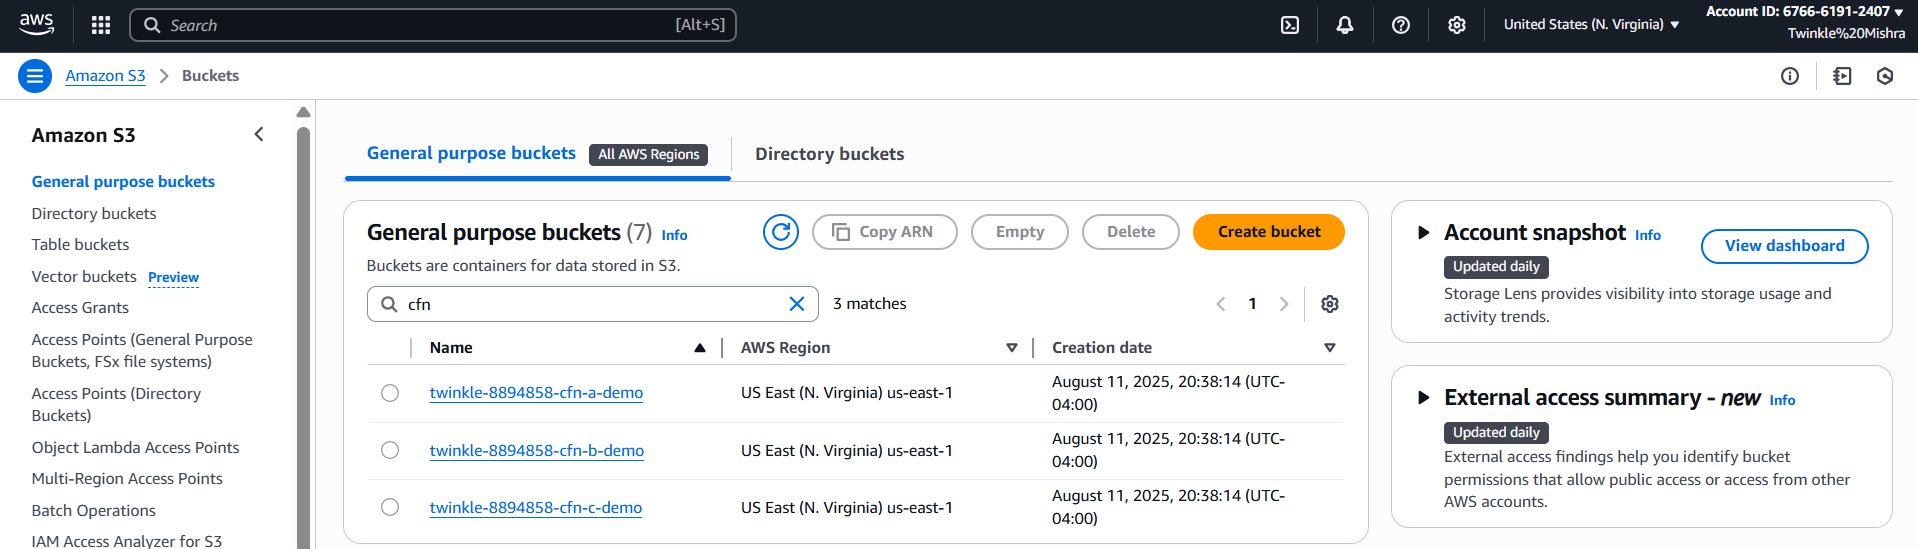 aws
Search [Alt+S]
United States (N. Virginia)
Account ID: 6766-6191-2407
Twinkle%20Mishra
Amazon S3
Buckets
Amazon S3
General purpose buckets
Directory buckets
Table buckets
Vector buckets Preview
Access Grants
Access Points (General Purpose
Buckets, FSx file systems)
Access Points (Directory
Buckets)
Object Lambda Access Points
Multi-Region Access Points
Batch Operations
IAM Access Analyzer for S3
General purpose buckets All AWS Regions
Directory buckets
General purpose buckets (7) Info
Copy ARN
Empty
Delete
Create bucket
Buckets are containers for data stored in S3.
cfn
3 matches
1
Name AWS Region Creation date
twinkle-8894858-cfn-a-demo US East (N. Virginia) us-east-1 August 11, 2025, 20:38:14 (UTC-
04:00)
twinkle-8894858-cfn-b-demo US East (N. Virginia) us-east-1 August 11, 2025, 20:38:14 (UTC-
04:00)
twinkle-8894858-cfn-c-demo US East (N. Virginia) us-east-1 August 11, 2025, 20:38:14 (UTC-
04:00)
Account snapshot Info
View dashboard
Updated daily
Storage Lens provides visibility into storage usage and
activity trends.
External access summary - new Info
Updated daily
External access findings help you identify bucket
permissions that allow public access or access from other
AWS accounts.